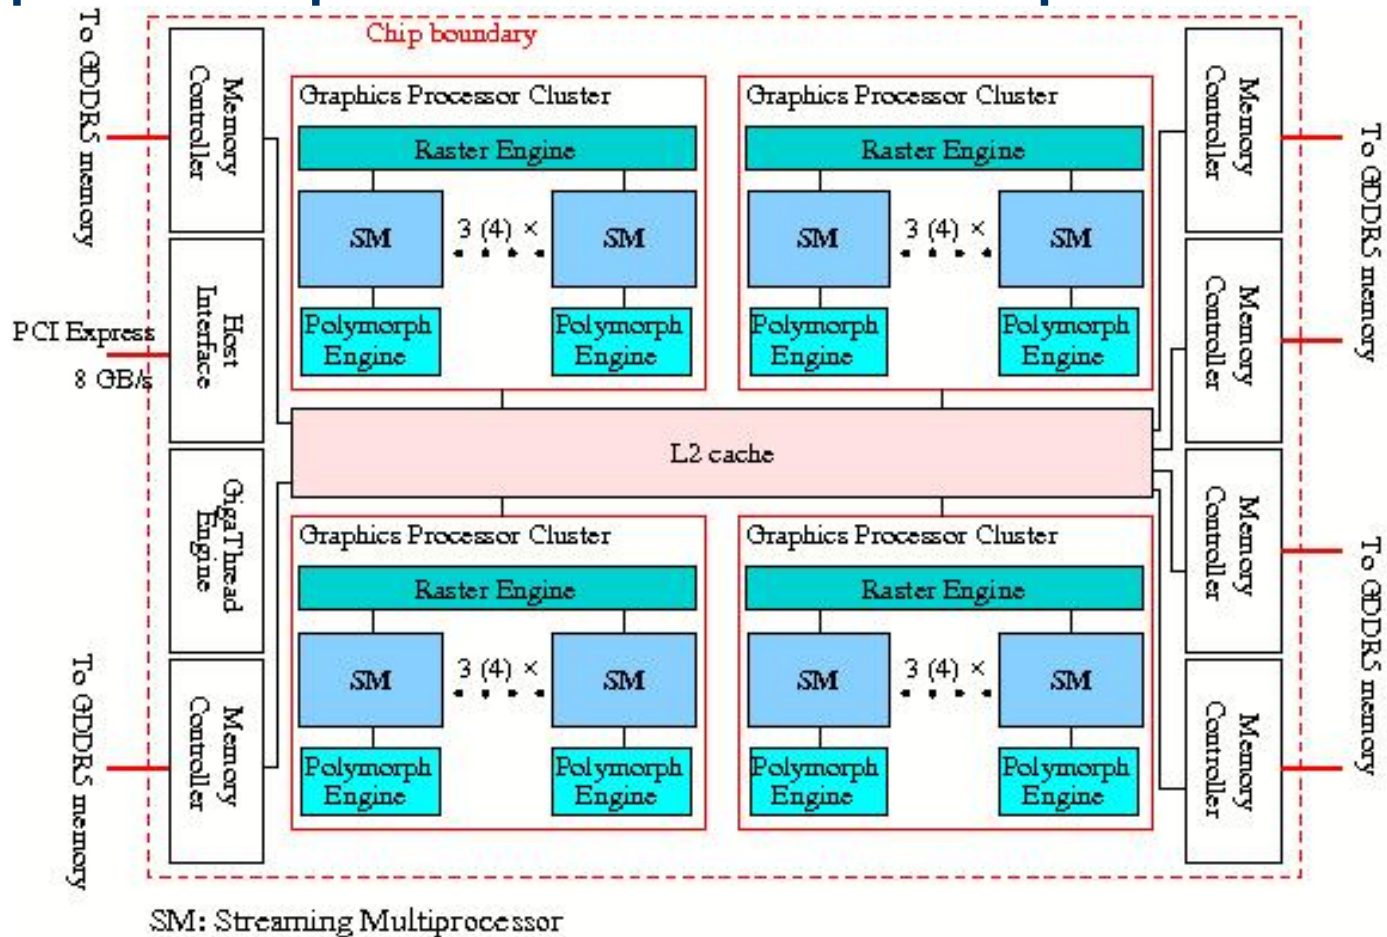 Chip boundary
To GDDR5 memory
Memory
Controller
PCI Express
8 GB/s
Host
Interface
GigaThread
Engine
To GDDR5 memory
Memory
Controller
Graphics Processor Cluster
Raster Engine
SM
3 (4) ×
SM
Polymorph
Engine
Polymorph
Engine
Graphics Processor Cluster
Raster Engine
SM
3 (4) ×
SM
Polymorph
Engine
Polymorph
Engine
L2 cache
Graphics Processor Cluster
Raster Engine
SM
3 (4) ×
SM
Polymorph
Engine
Polymorph
Engine
Graphics Processor Cluster
Raster Engine
SM
3 (4) ×
SM
Polymorph
Engine
Polymorph
Engine
Memory
Controller
To GDDR5 memory
Memory
Controller
Memory
Controller
To GDDR5 memory
Memory
Controller
SM: Streaming Multiprocessor